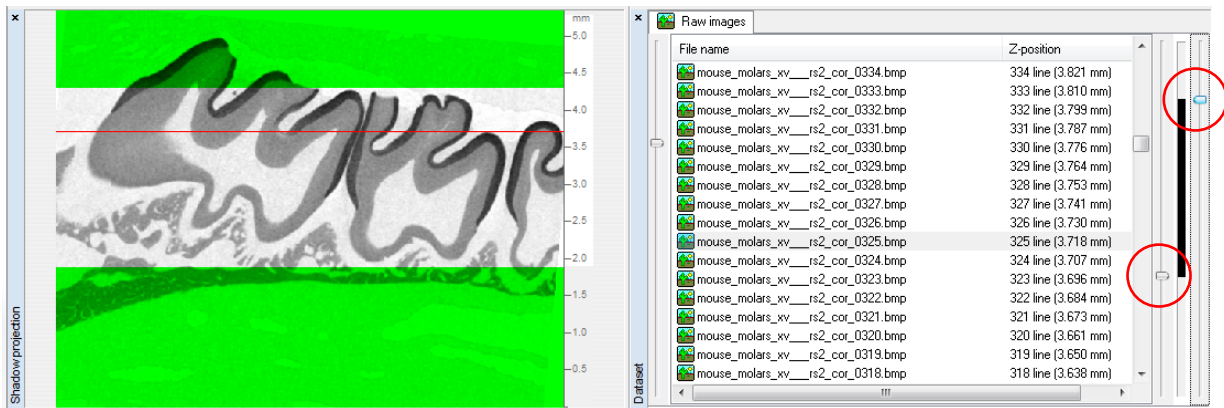 ×
mm
5.0
4.5
4.0
3.5
3.0
2.5
2.0
1.5
1.0
0.5
Shadow projection
×
Raw images
File name Z-position
mouse_molars_xv___rs2_cor_0334.bmp 334 line (3.821 mm)
mouse_molars_xv___rs2_cor_0333.bmp 333 line (3.810 mm)
mouse_molars_xv___rs2_cor_0332.bmp 332 line (3.799 mm)
mouse_molars_xv___rs2_cor_0331.bmp 331 line (3.787 mm)
mouse_molars_xv___rs2_cor_0330.bmp 330 line (3.776 mm)
mouse_molars_xv___rs2_cor_0329.bmp 329 line (3.764 mm)
mouse_molars_xv___rs2_cor_0328.bmp 328 line (3.753 mm)
mouse_molars_xv___rs2_cor_0327.bmp 327 line (3.741 mm)
mouse_molars_xv___rs2_cor_0326.bmp 326 line (3.730 mm)
mouse_molars_xv___rs2_cor_0325.bmp 325 line (3.718 mm)
mouse_molars_xv___rs2_cor_0324.bmp 324 line (3.707 mm)
mouse_molars_xv___rs2_cor_0323.bmp 323 line (3.696 mm)
mouse_molars_xv___rs2_cor_0322.bmp 322 line (3.684 mm)
mouse_molars_xv___rs2_cor_0321.bmp 321 line (3.673 mm)
mouse_molars_xv___rs2_cor_0320.bmp 320 line (3.661 mm)
mouse_molars_xv___rs2_cor_0319.bmp 319 line (3.650 mm)
mouse_molars_xv___rs2_cor_0318.bmp 318 line (3.638 mm)
Dataset